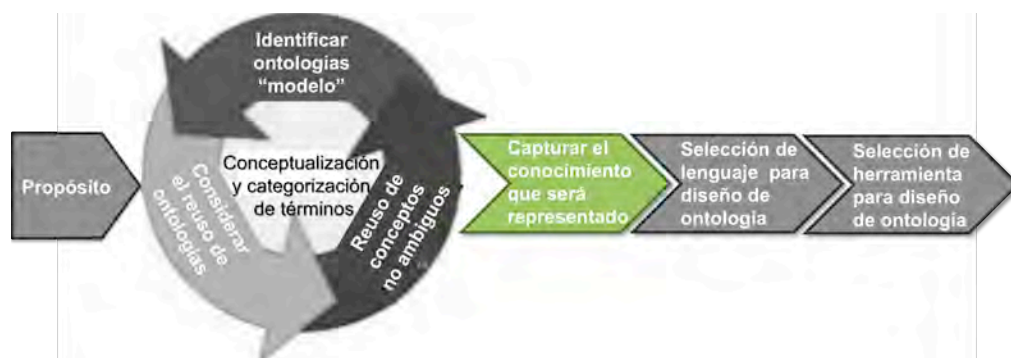 Propósito
Identificar
ontologías
“modelo”
Considerar
el reuso de
ontologías
Conceptualización
y categorización
de términos
Reuso de
conceptos
no ambiguos
Capturar el
conocimiento
que será
representado
Selección de
lenguaje para
diseño de
ontología
Selección de
herramienta
para diseño
de ontología